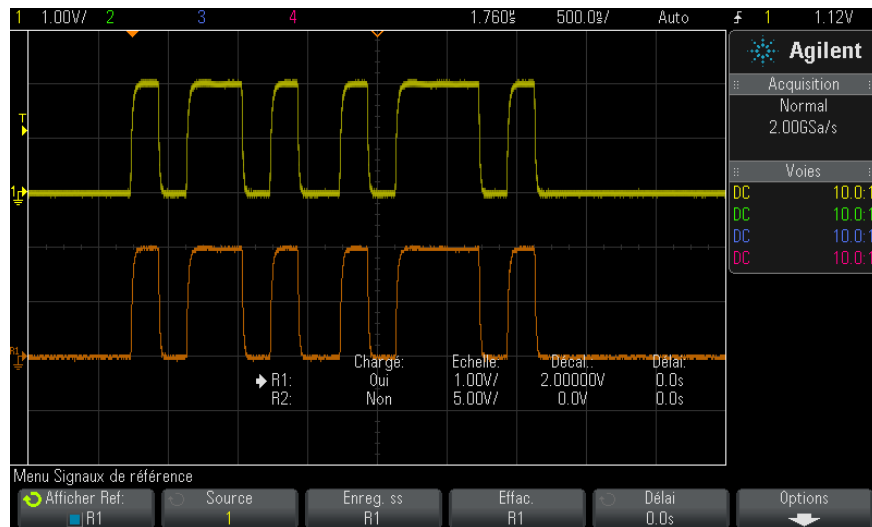 1 1.00V/ 2 3 4 1.760s 500.0s/ Auto 1 1.12V
Agilent
Acquisition
Normal
2.00GSa/s
Voies
DC 10.0:1
DC 10.0:1
DC 10.0:1
DC 10.0:1
T
1
R1
Charge: Echelle: Décal.: Délai:
R1: Oui 1.00V/ 2.00000V 0.0s
R2: Non 5.00V/ 0.0V 0.0s
Menu Signaux de référence
Afficher Ref: Source Enreg. ss Effac. Délai Options
R1 1 R1 R1 0.0s